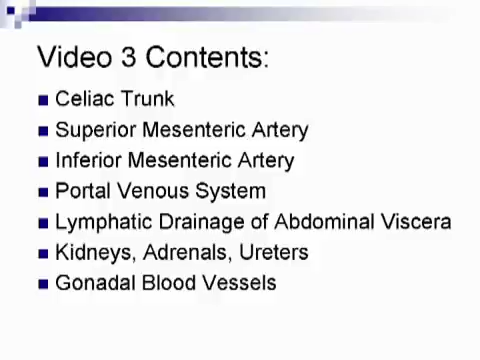 Video 3 Contents:
Celiac Trunk
Superior Mesenteric Artery
Inferior Mesenteric Artery
Portal Venous System
Lymphatic Drainage of Abdominal Viscera
Kidneys, Adrenals, Ureters
Gonadal Blood Vessels